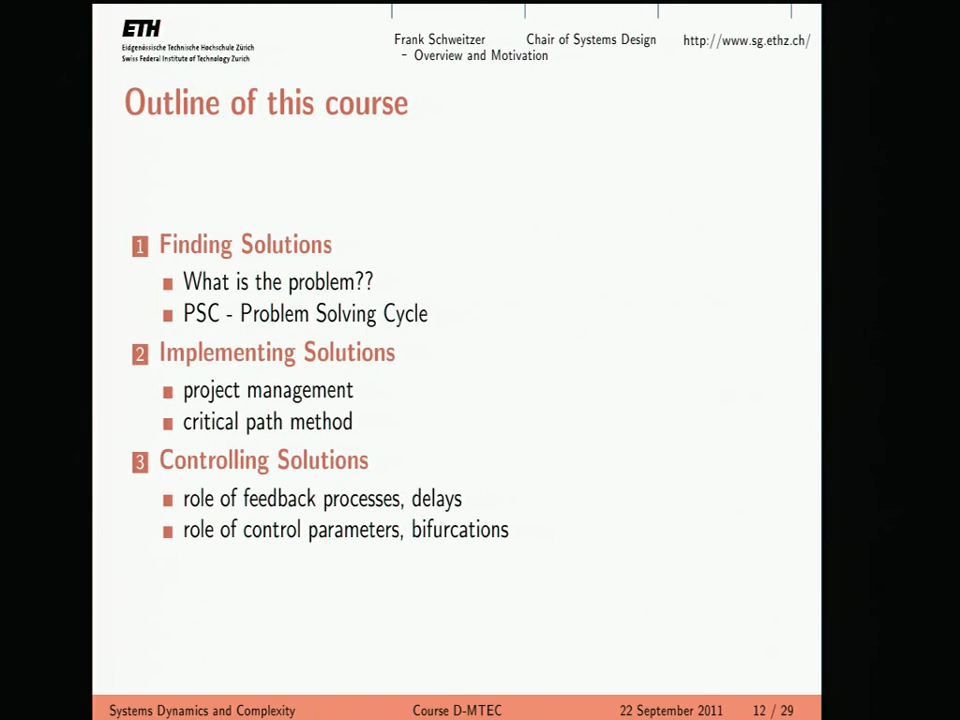 ETH
Eidgenössische Technische Hochschule Zürich
Swiss Federal Institute of Technology Zurich
Frank Schweitzer Chair of Systems Design http://www.sg.ethz.ch/
– Overview and Motivation
Outline of this course
1 Finding Solutions
What is the problem??
PSC - Problem Solving Cycle
2 Implementing Solutions
project management
critical path method
3 Controlling Solutions
role of feedback processes, delays
role of control parameters, bifurcations
Systems Dynamics and Complexity Course D-MTEC 22 September 2011 12 / 29